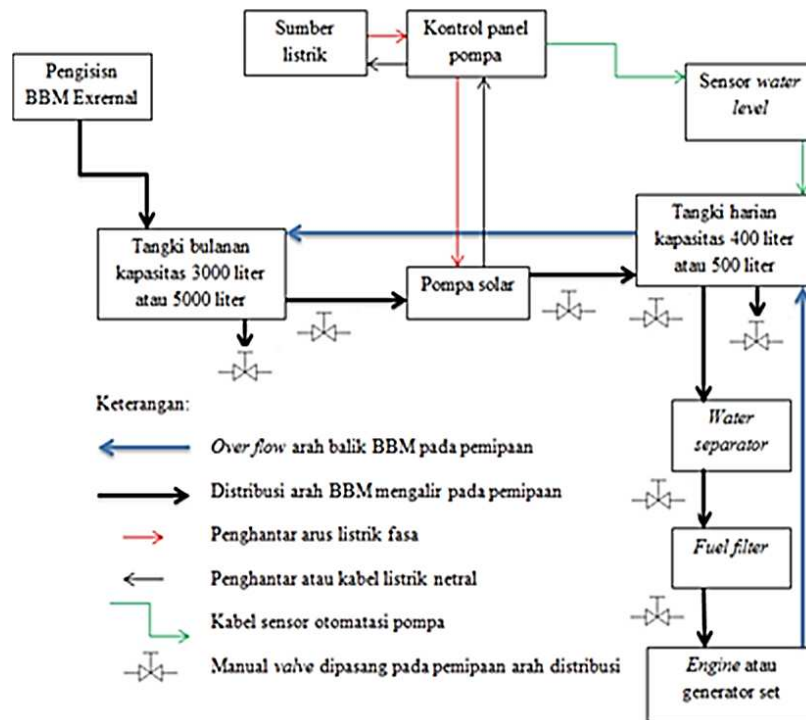 Sumber
listrik
Kontrol panel
pompa
Pengisisn
BBM Exrernal
Sensor water
level
Tangki bulanan
kapasitas 3000 liter
atau 5000 liter
Pompa solar
Tangki harian
kapasitas 400 liter
atau 500 liter
Water
separator
Fuel filter
Engine atau
generator set
Keterangan:
Over flow arah balik BBM pada pemipaan
Distribusi arah BBM mengalir pada pemipaan
Penghantar arus listrik fasa
Penghantar atau kabel listrik netral
Kabel sensor otomatasi pompa
Manual valve dipasang pada pemipaan arah distribusi